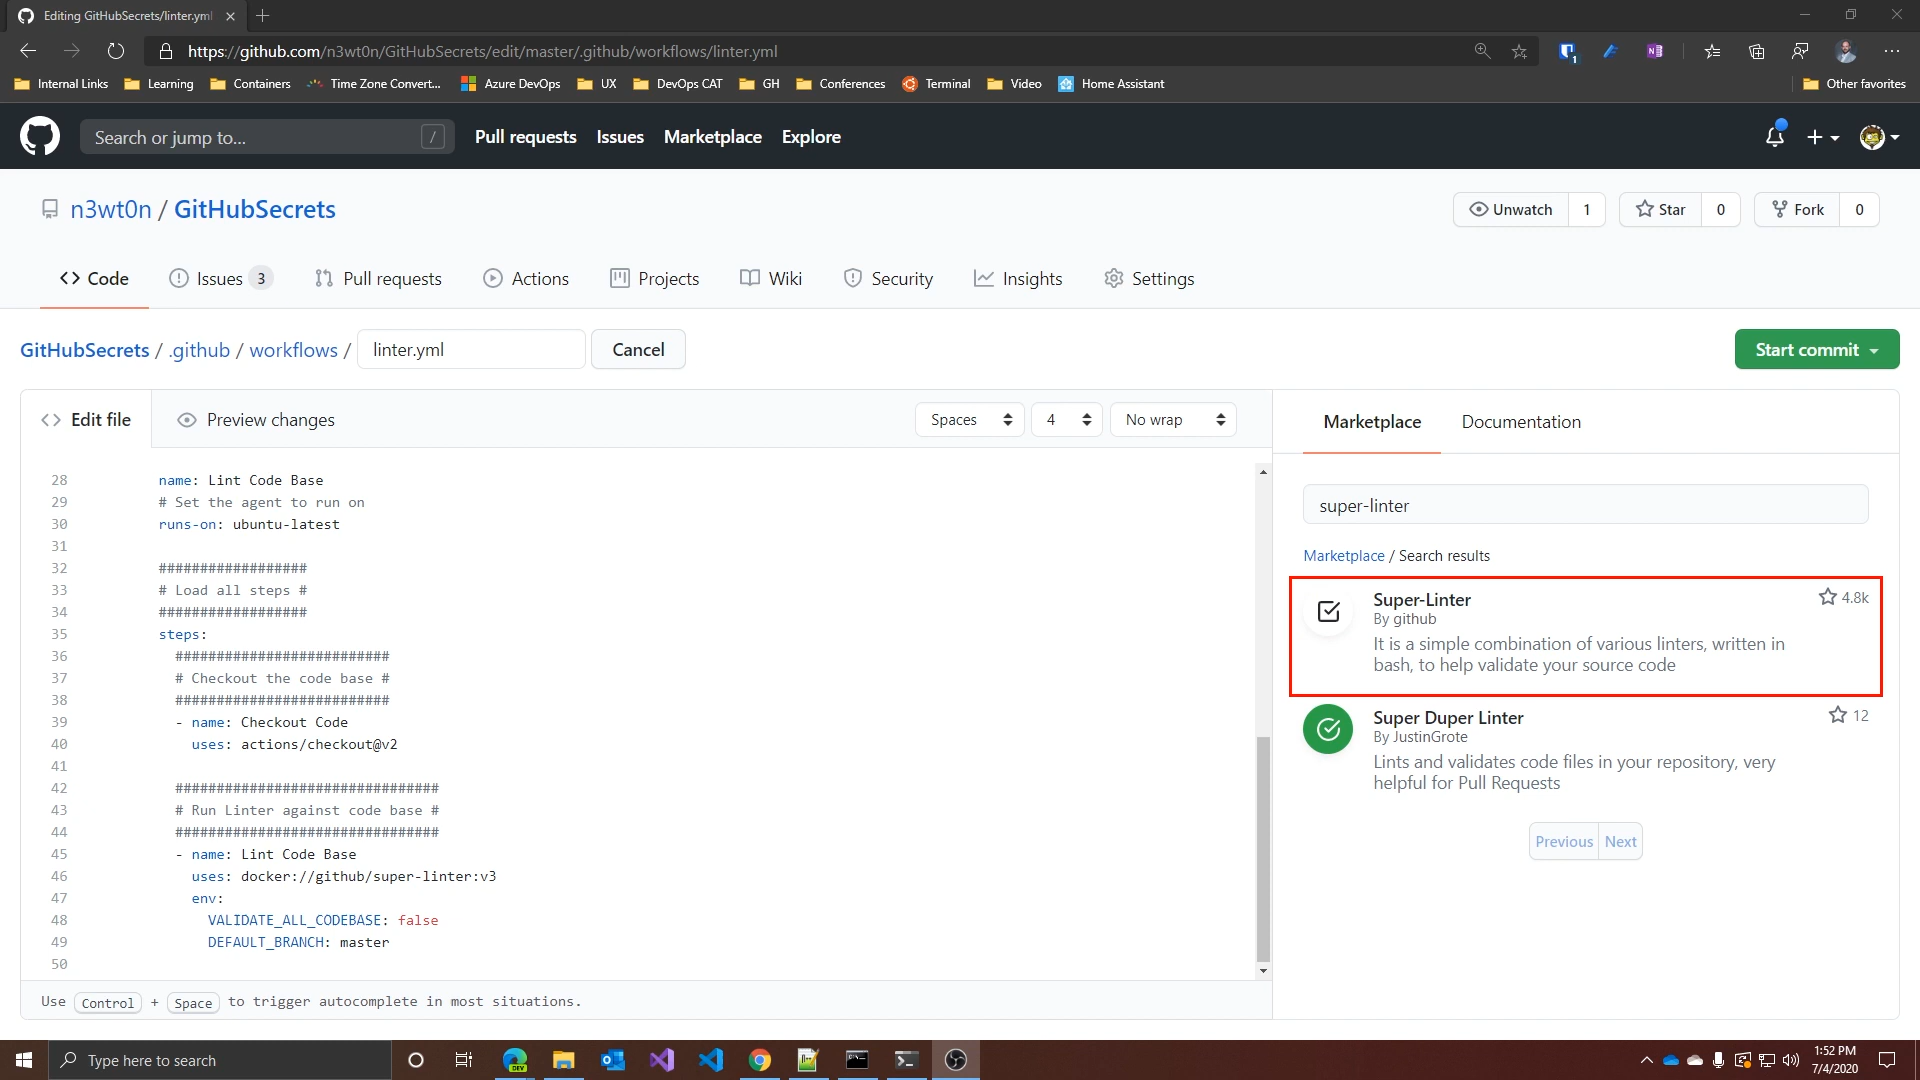 Editing GitHubSecrets/linter.yml
https://github.com/n3wt0n/GitHubSecrets/edit/master/.github/workflows/linter.yml
1
Internal Links
Learning
Containers
Time Zone Convert...
Azure DevOps
UX
DevOps CAT
GH
Conferences
Terminal
Video
Home Assistant
Other favorites
Search or jump to...
/
Pull requests
Issues
Marketplace
Explore
n3wt0n / GitHubSecrets
Unwatch 1
Star 0
Fork 0
Code
Issues 3
Pull requests
Actions
Projects
Wiki
Security
Insights
Settings
GitHubSecrets / .github / workflows / linter.yml
Cancel
Start commit
Edit file
Preview changes
Spaces
4
No wrap
28 name: Lint Code Base
29 # Set the agent to run on
30 runs-on: ubuntu-latest
31
32 ##################
33 # Load all steps #
34 ##################
35 steps:
36 ##########################
37 # Checkout the code base #
38 ##########################
39 - name: Checkout Code
40 uses: actions/checkout@v2
41
42 ################################
43 # Run Linter against code base #
44 ################################
45 - name: Lint Code Base
46 uses: docker://github/super-linter:v3
47 env:
48 VALIDATE_ALL_CODEBASE: false
49 DEFAULT_BRANCH: master
50
Use Control + Space to trigger autocomplete in most situations.
Marketplace
Documentation
super-linter
Marketplace / Search results
Super-Linter
4.8k
By github
It is a simple combination of various linters, written in
bash, to help validate your source code
Super Duper Linter
12
By JustinGrote
Lints and validates code files in your repository, very
helpful for Pull Requests
Previous
Next
Type here to search
DEV
1:52 PM
7/4/2020